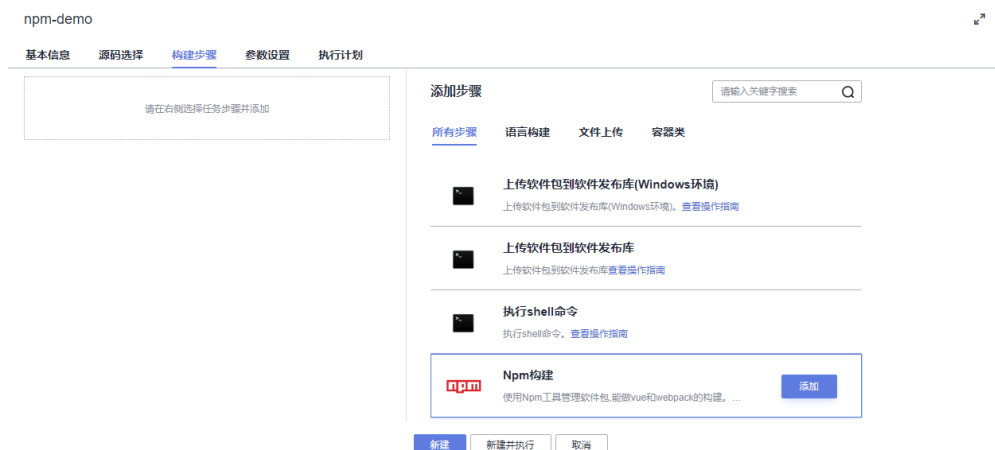 npm-demo
基本信息 源码选择 构建步骤 参数设置 执行计划
请在右侧选择任务步骤并添加
添加步骤
请输入关键字搜索
所有步骤 语言构建 文件上传 容器类
上传软件包到软件发布库(Windows环境)
上传软件包到软件发布库(Windows环境)。查看操作指南
上传软件包到软件发布库
上传软件包到软件发布库查看操作指南
执行shell命令
执行shell命令。查看操作指南
npm
Npm构建
使用Npm工具管理软件包,能做vue和webpack的构建。...
添加
新建 新建并执行 取消